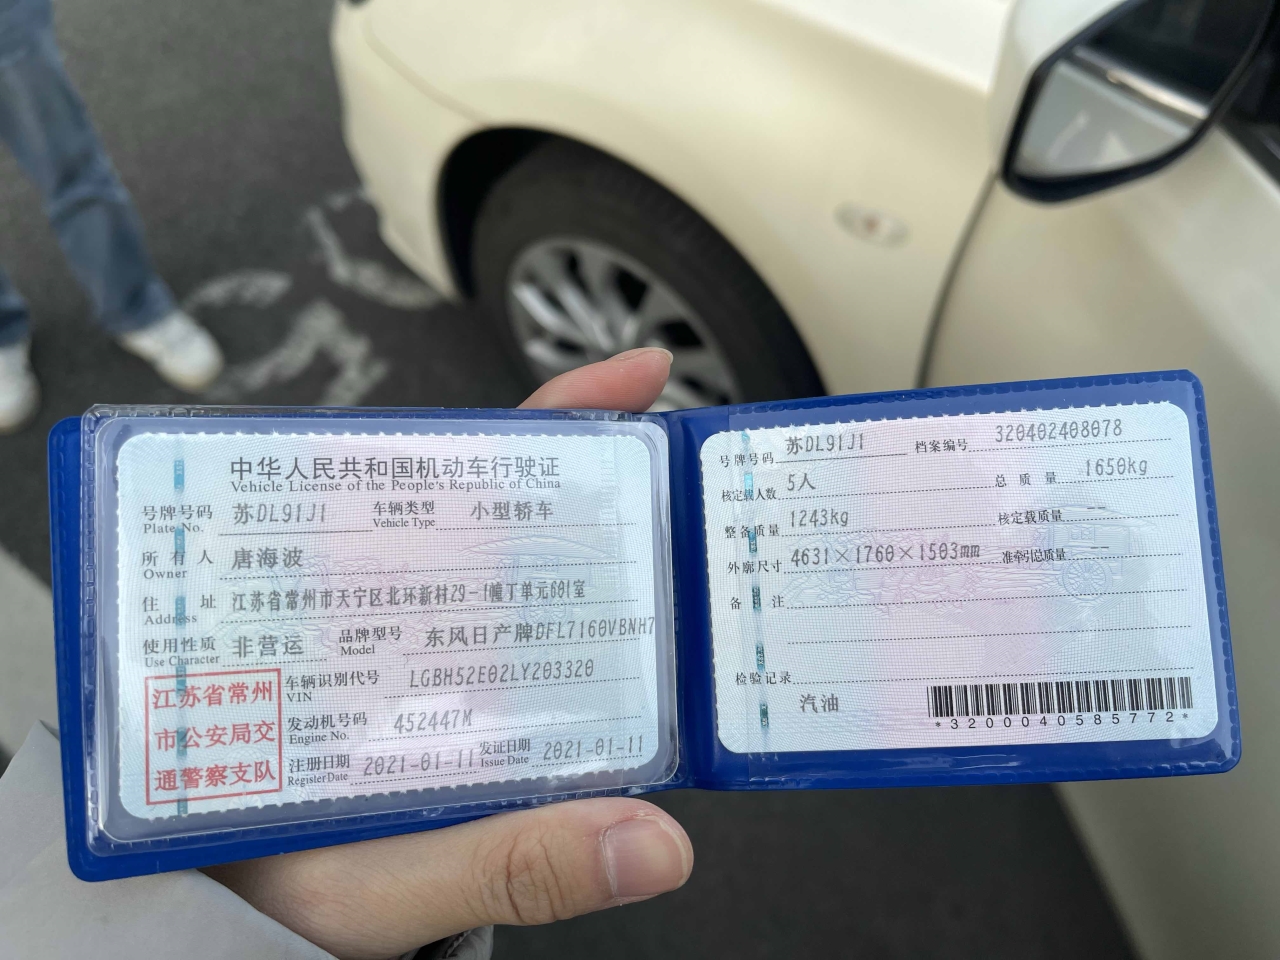 中华人民共和国机动车行驶证
Vehicle License of the People's Republic of China
号牌号码 苏DL91J1 车辆类型 小型轿车
Plate No. Vehicle Type
所有人 唐海波
Owner
住址 江苏省常州市天宁区北环新村29-1幢丁单元601室
Address
使用性质 非营运 品牌型号 东风日产牌DFL7160VBNH7
Use Character Model
江苏省常州
市公安局交
通警察支队
车辆识别代号 LGBH52E02LY203320
VIN
发动机号码 452447M
Engine No.
注册日期 2021-01-11 发证日期 2021-01-11
Register Date Issue Date
号牌号码 苏DL91J1 档案编号 320402408078
核定载人数 5人 总质量 1650kg
整备质量 1243kg 核定载质量 --
外廓尺寸 4631×1760×1503mm 准牵引总质量 --
备注
检验记录
汽油
*3200040585772*